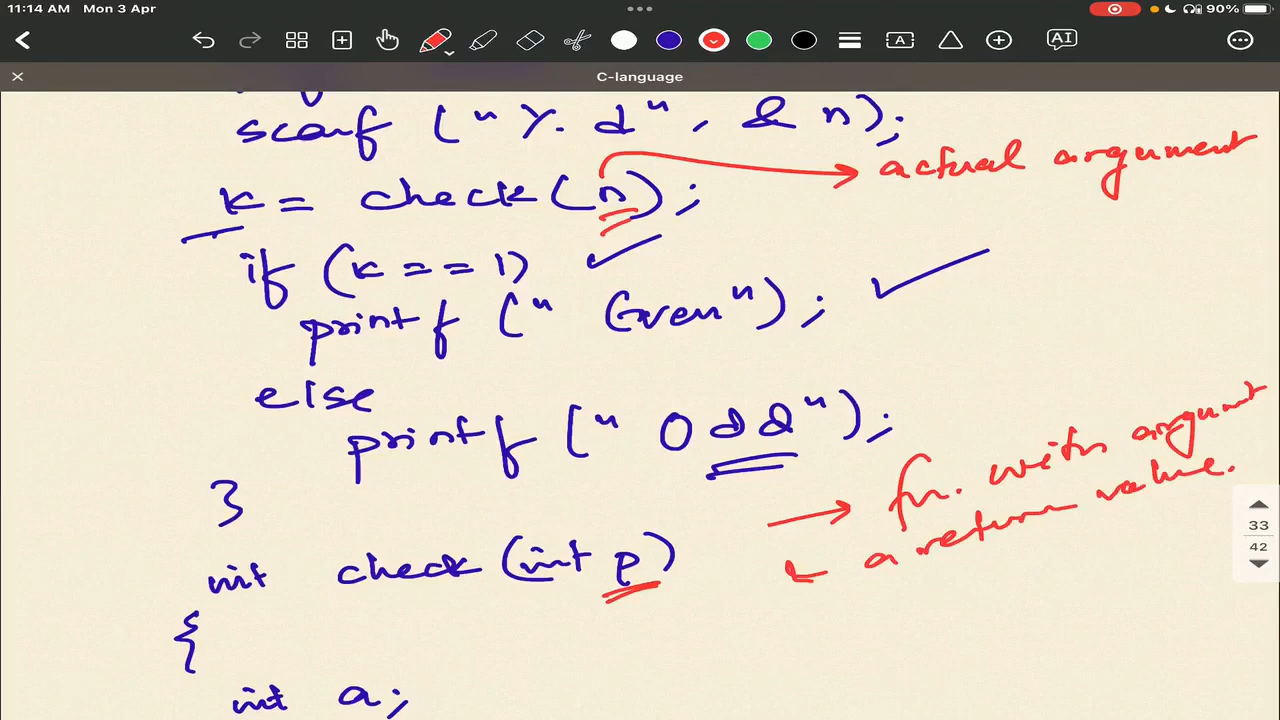 11:14 AM Mon 3 Apr
90%
A
AI
C-language
scanf (" %. d", & n);
actual argument
k = check (n);
if (k == 1)
printf (" Even");
else
printf (" Odd");
}
fn. with argument
& a return value.
int check (int p)
{
int a;
33
42